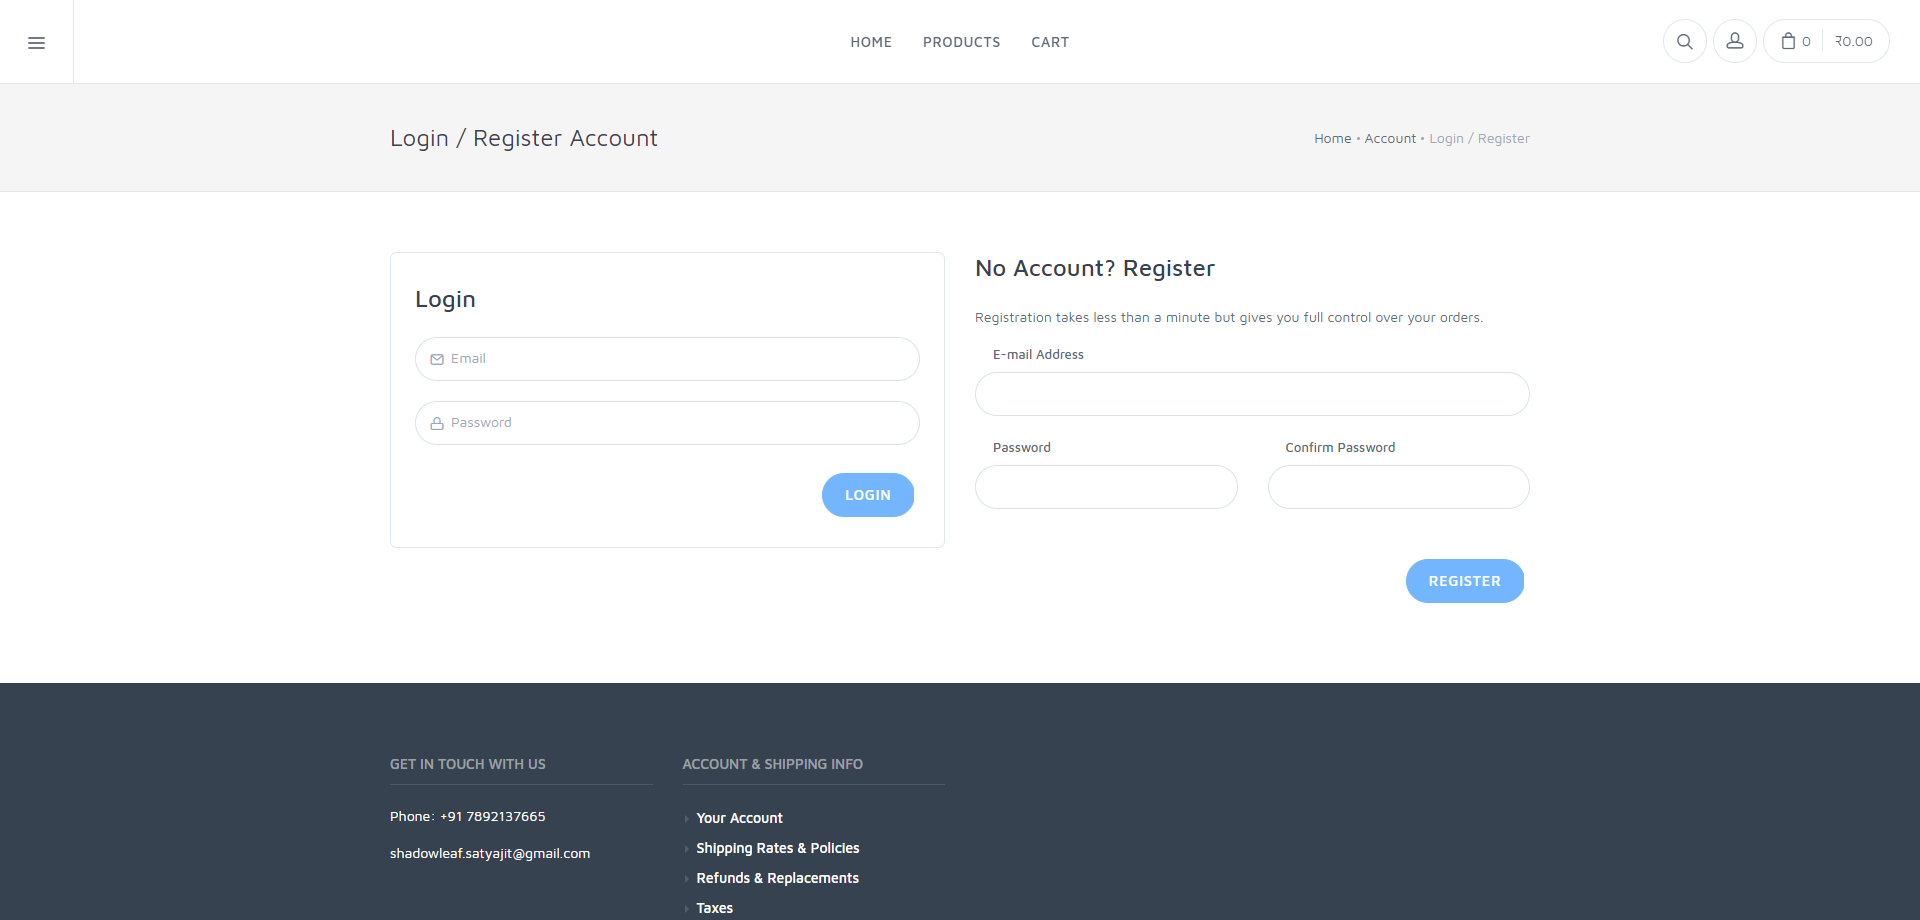 HOME PRODUCTS CART
0 ₹0.00
Login / Register Account
Home • Account • Login / Register
Login
Email
Password
LOGIN
No Account? Register
Registration takes less than a minute but gives you full control over your orders.
E-mail Address
Password Confirm Password
REGISTER
GET IN TOUCH WITH US
Phone: +91 7892137665
shadowleaf.satyajit@gmail.com
ACCOUNT & SHIPPING INFO
Your Account
Shipping Rates & Policies
Refunds & Replacements
Taxes